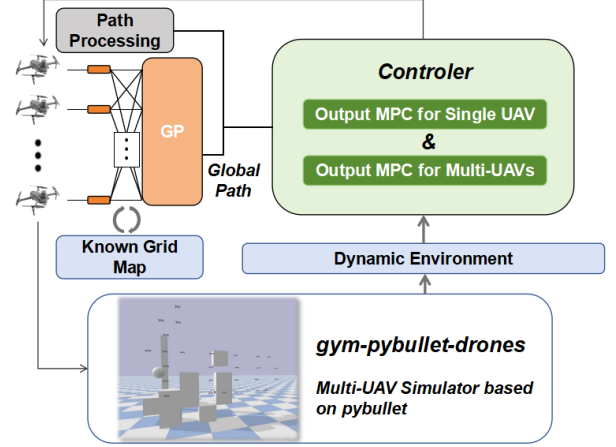 Path
Processing
Controler
Output MPC for Single UAV
&
Output MPC for Multi-UAVs
GP
Global
Path
Known Grid
Map
Dynamic Environment
gym-pybullet-drones
Multi-UAV Simulator based
on pybullet